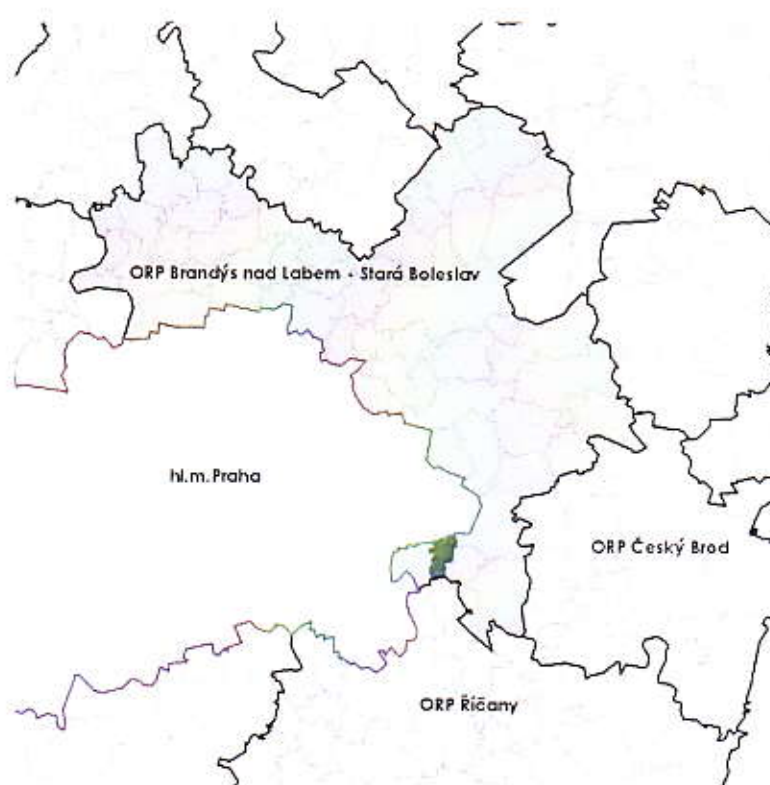 ORP Brandýs nad Labem - Stará Boleslav
hl.m.Praha
ORP Český Brod
ORP Říčany